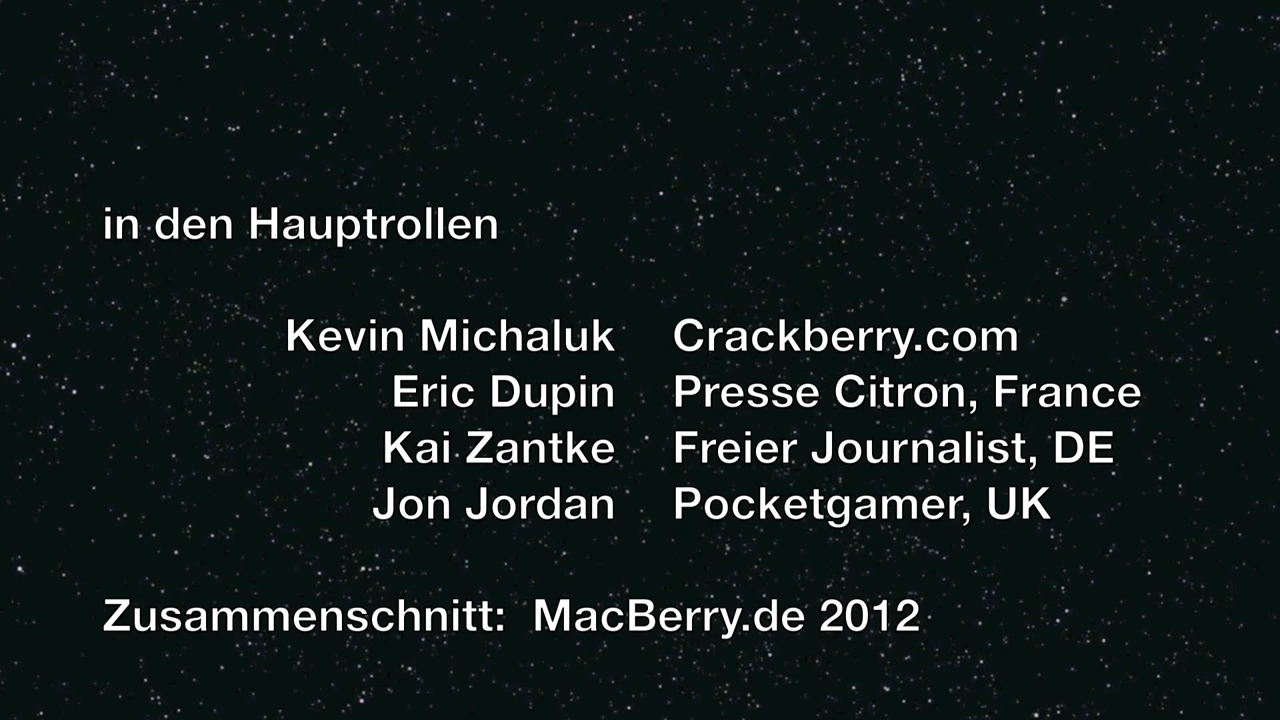 in den Hauptrollen
Kevin Michaluk Crackberry.com
Eric Dupin Presse Citron, France
Kai Zantke Freier Journalist, DE
Jon Jordan Pocketgamer, UK
Zusammenschnitt: MacBerry.de 2012